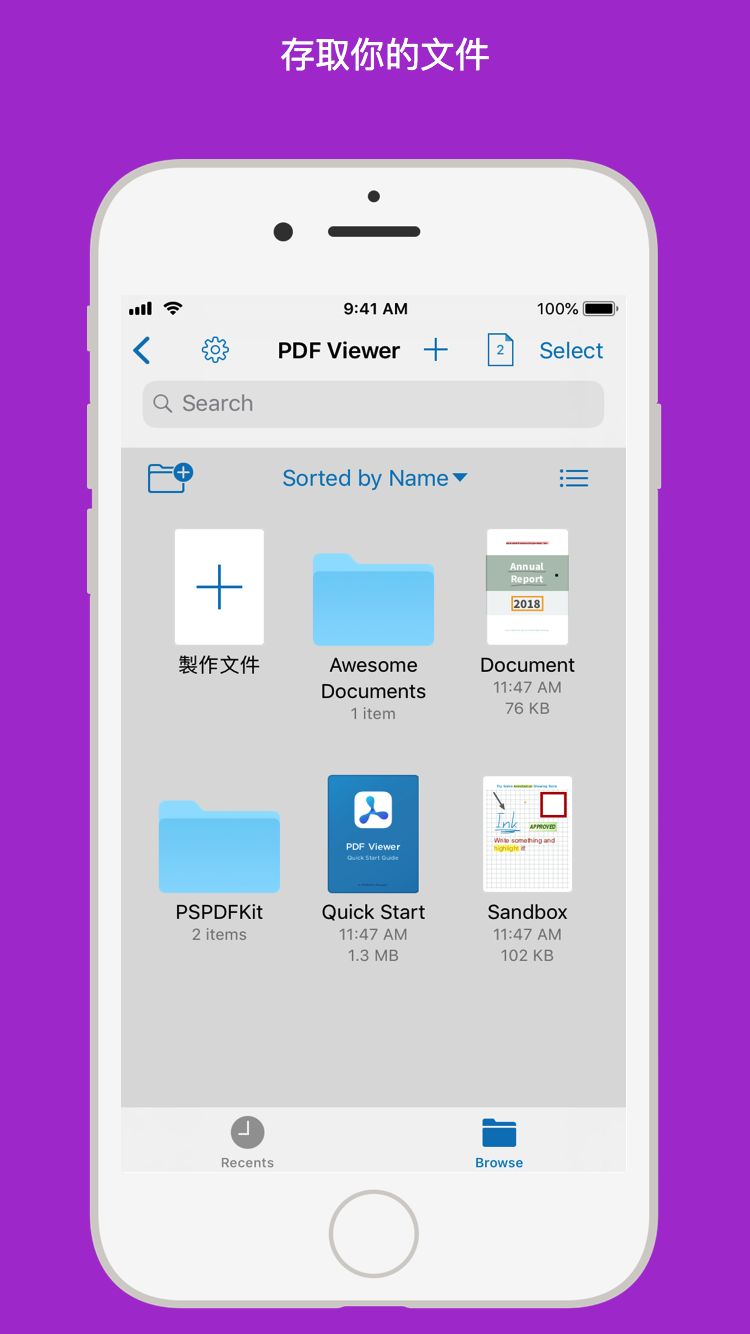 存取你的文件
9:41 AM
100%
PDF Viewer
2
Select
Search
Sorted by Name
Annual
Report
2018
製作文件
Awesome
Documents
1 item
Document
11:47 AM
76 KB
PDF Viewer
Quick Start Guide
Ink
APPROVED
Write something and
highlight it!
PSPDFKit
2 items
Quick Start
11:47 AM
1.3 MB
Sandbox
11:47 AM
102 KB
Recents
Browse